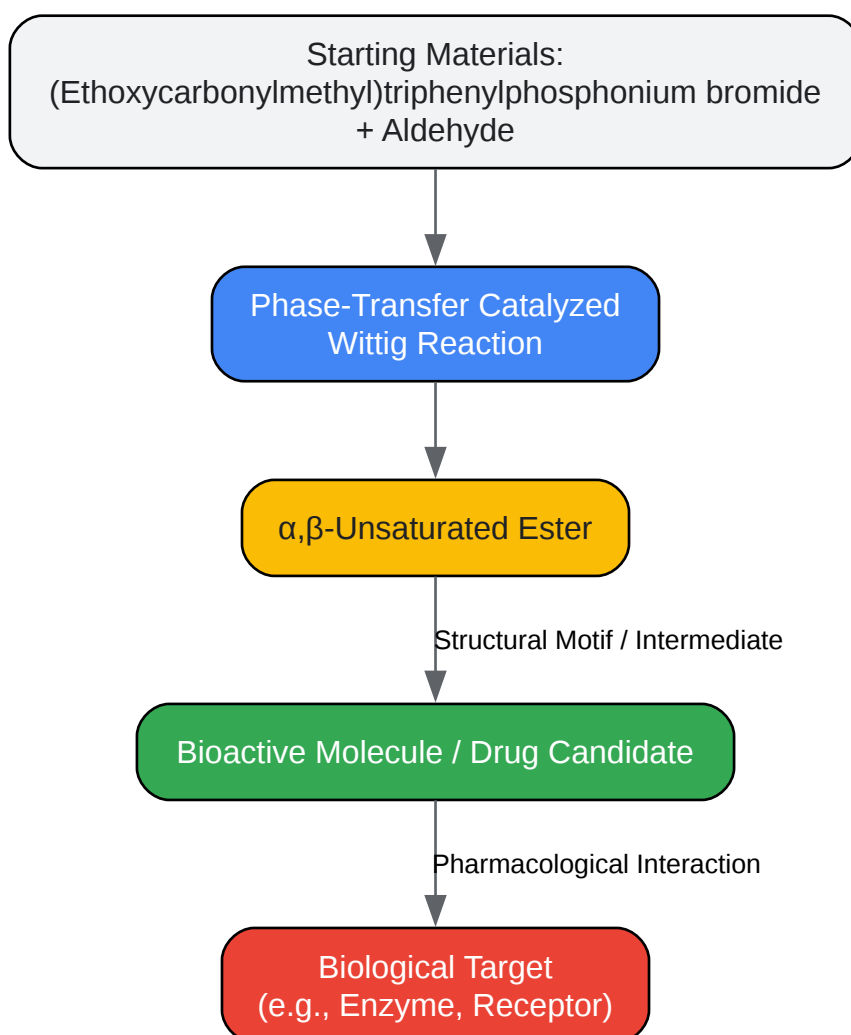 Starting Materials:
(Ethoxycarbonylmethyl)triphenylphosphonium bromide
+ Aldehyde
Phase-Transfer Catalyzed
Wittig Reaction
α,β-Unsaturated Ester
Structural Motif / Intermediate
Bioactive Molecule / Drug Candidate
Pharmacological Interaction
Biological Target
(e.g., Enzyme, Receptor)